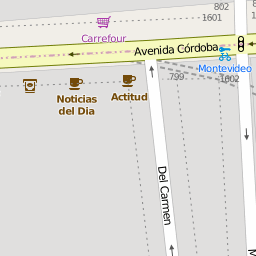 802
1601
Carrefour
Avenida Córdoba
Montevideo
799
1602
Noticias
del Dia
Actitud
Del Carmen